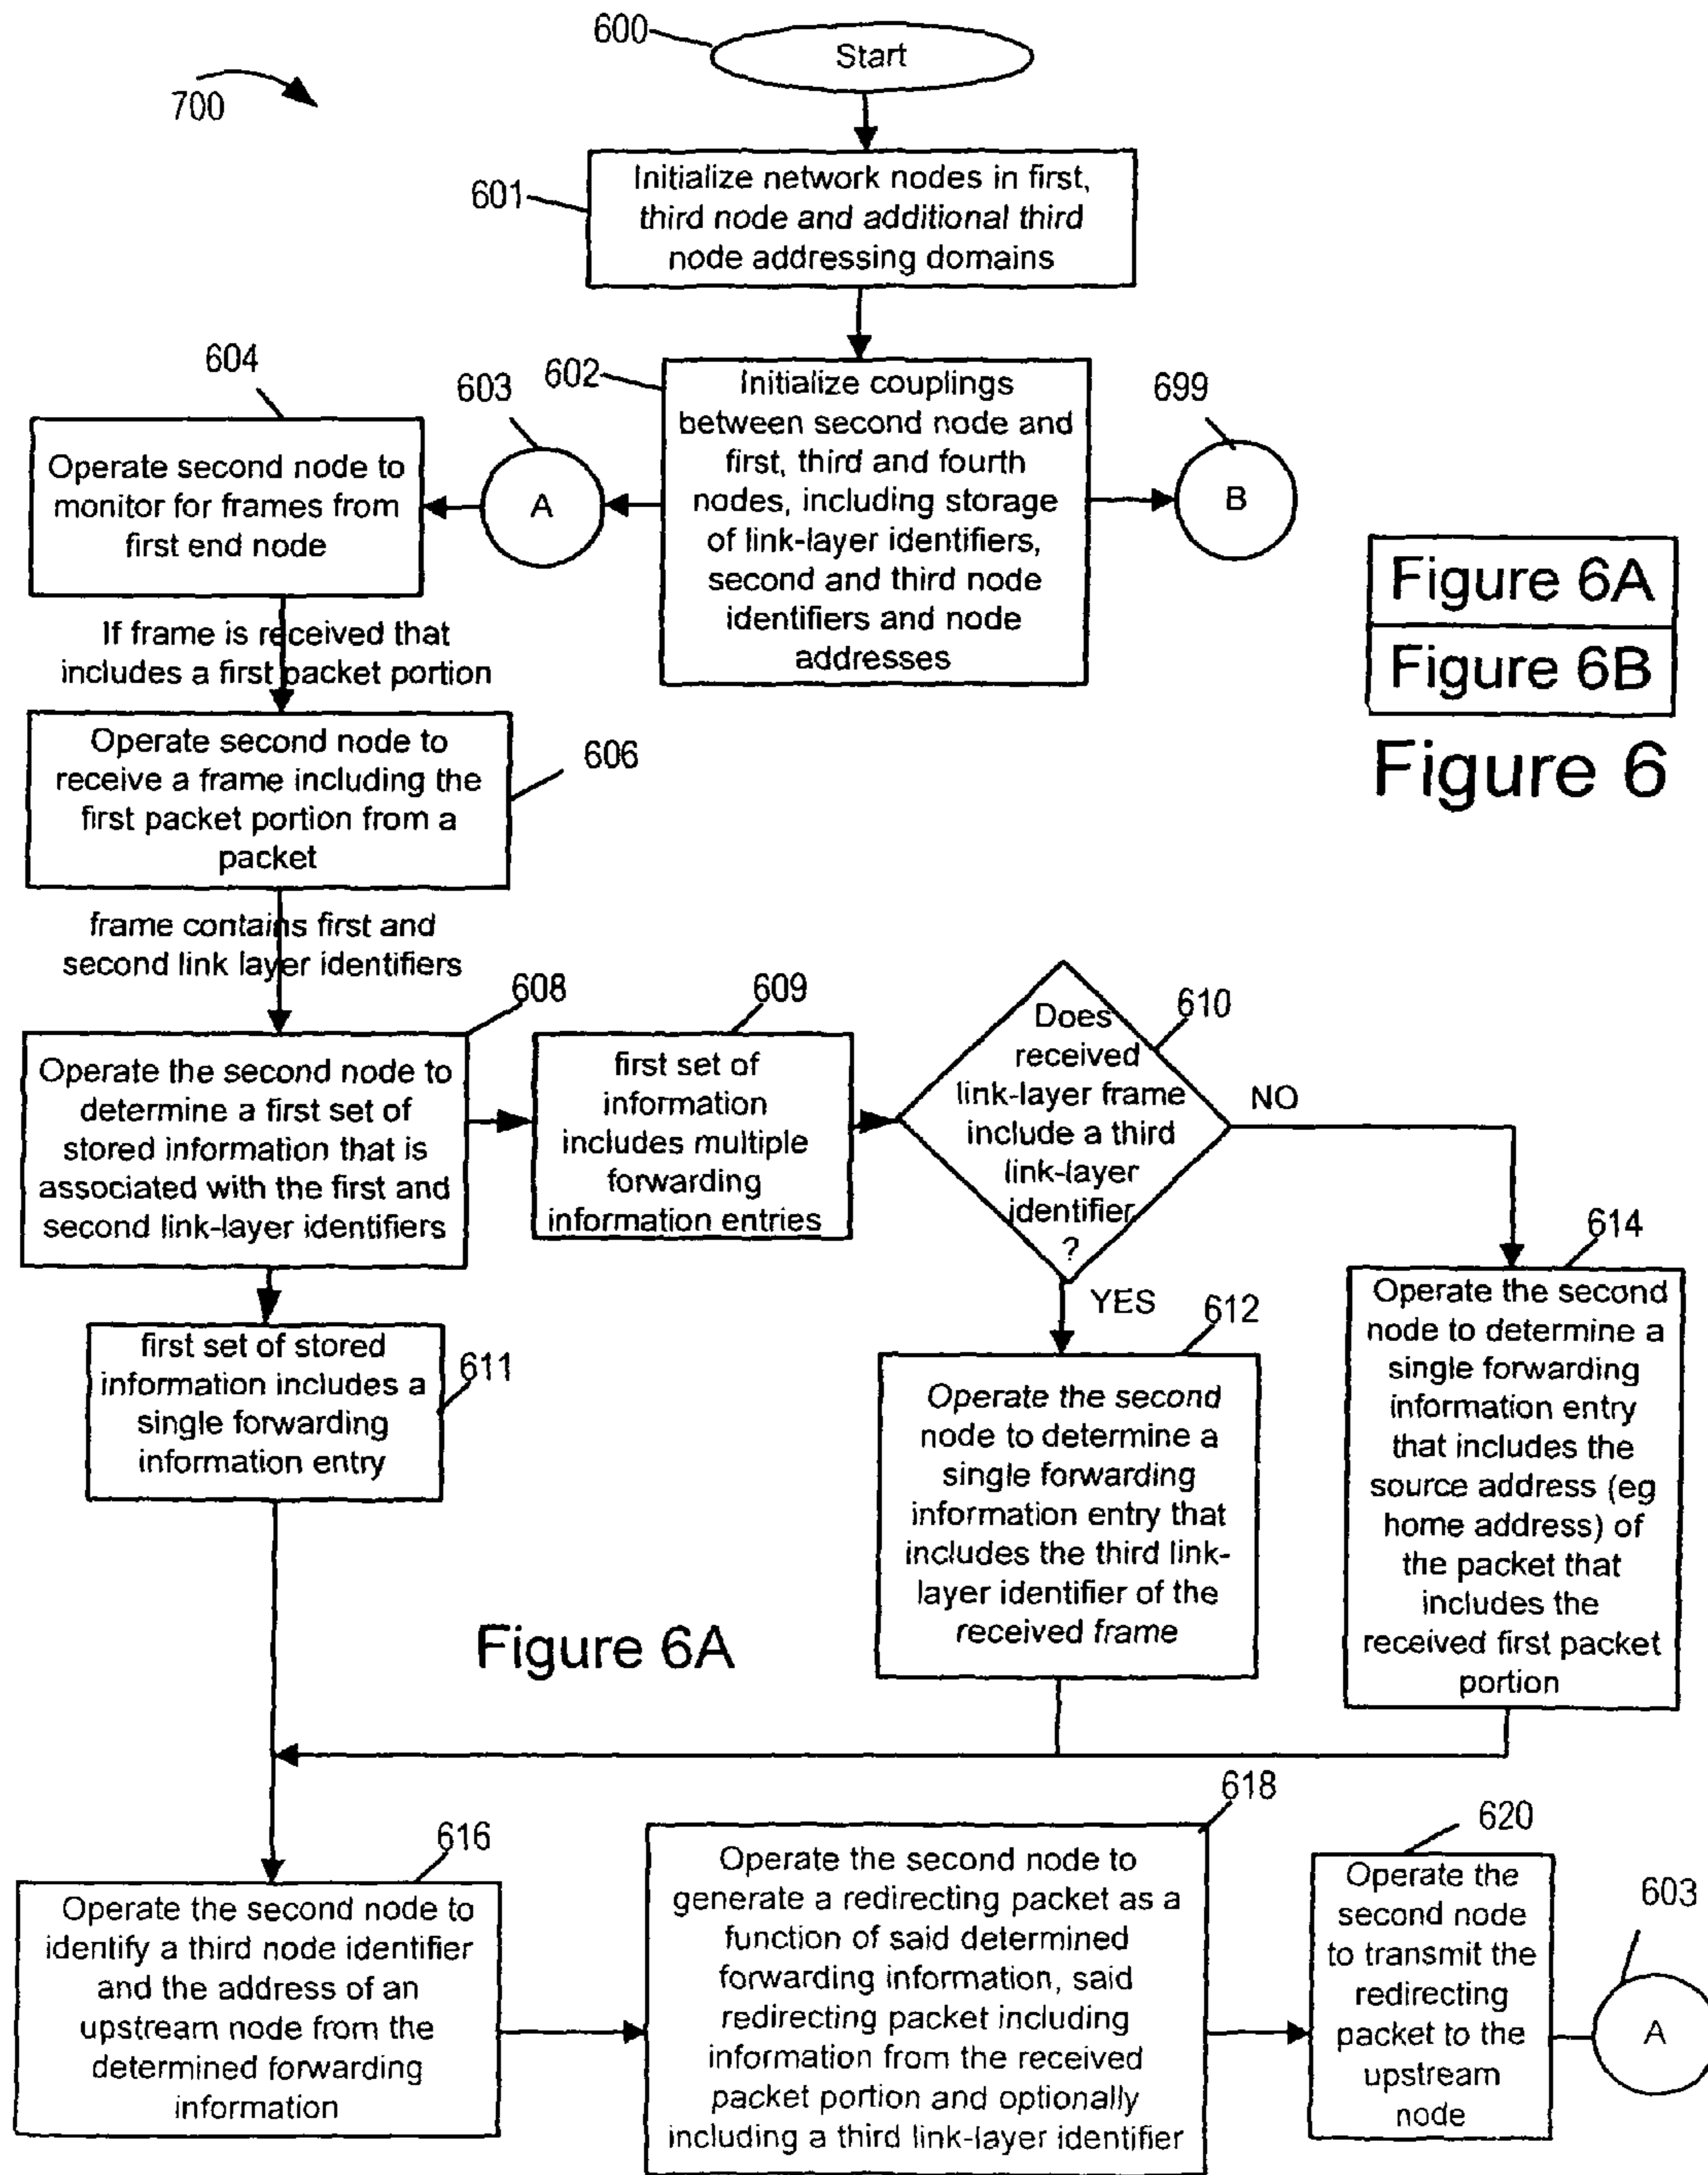 600
Start
700
601
Initialize network nodes in first,
third node and additional third
node addressing domains
604
603
602
Initialize couplings
between second node and
first, third and fourth
nodes, including storage
of link-layer identifiers,
second and third node
identifiers and node
addresses
699
B
A
Operate second node to
monitor for frames from
first end node
Figure 6A
Figure 6B
Figure 6
If frame is received that
includes a first packet portion
Operate second node to
receive a frame including the
first packet portion from a
packet
606
frame contains first and
second link layer identifiers
608
Operate the second node to
determine a first set of
stored information that is
associated with the first and
second link-layer identifiers
609
first set of
information
includes multiple
forwarding
information entries
610
Does
received
link-layer frame
include a third
link-layer
identifier
?
NO
YES
611
first set of stored
information includes a
single forwarding
information entry
612
Operate the second
node to determine a
single forwarding
information entry that
includes the third link-
layer identifier of the
received frame
614
Operate the second
node to determine a
single forwarding
information entry
that includes the
source address (eg
home address) of
the packet that
includes the
received first packet
portion
Figure 6A
616
Operate the second node to
identify a third node identifier
and the address of an
upstream node from the
determined forwarding
information
618
Operate the second node to
generate a redirecting packet as a
function of said determined
forwarding information, said
redirecting packet including
information from the received
packet portion and optionally
including a third link-layer identifier
620
Operate the
second node
to transmit the
redirecting
packet to the
upstream
node
603
A